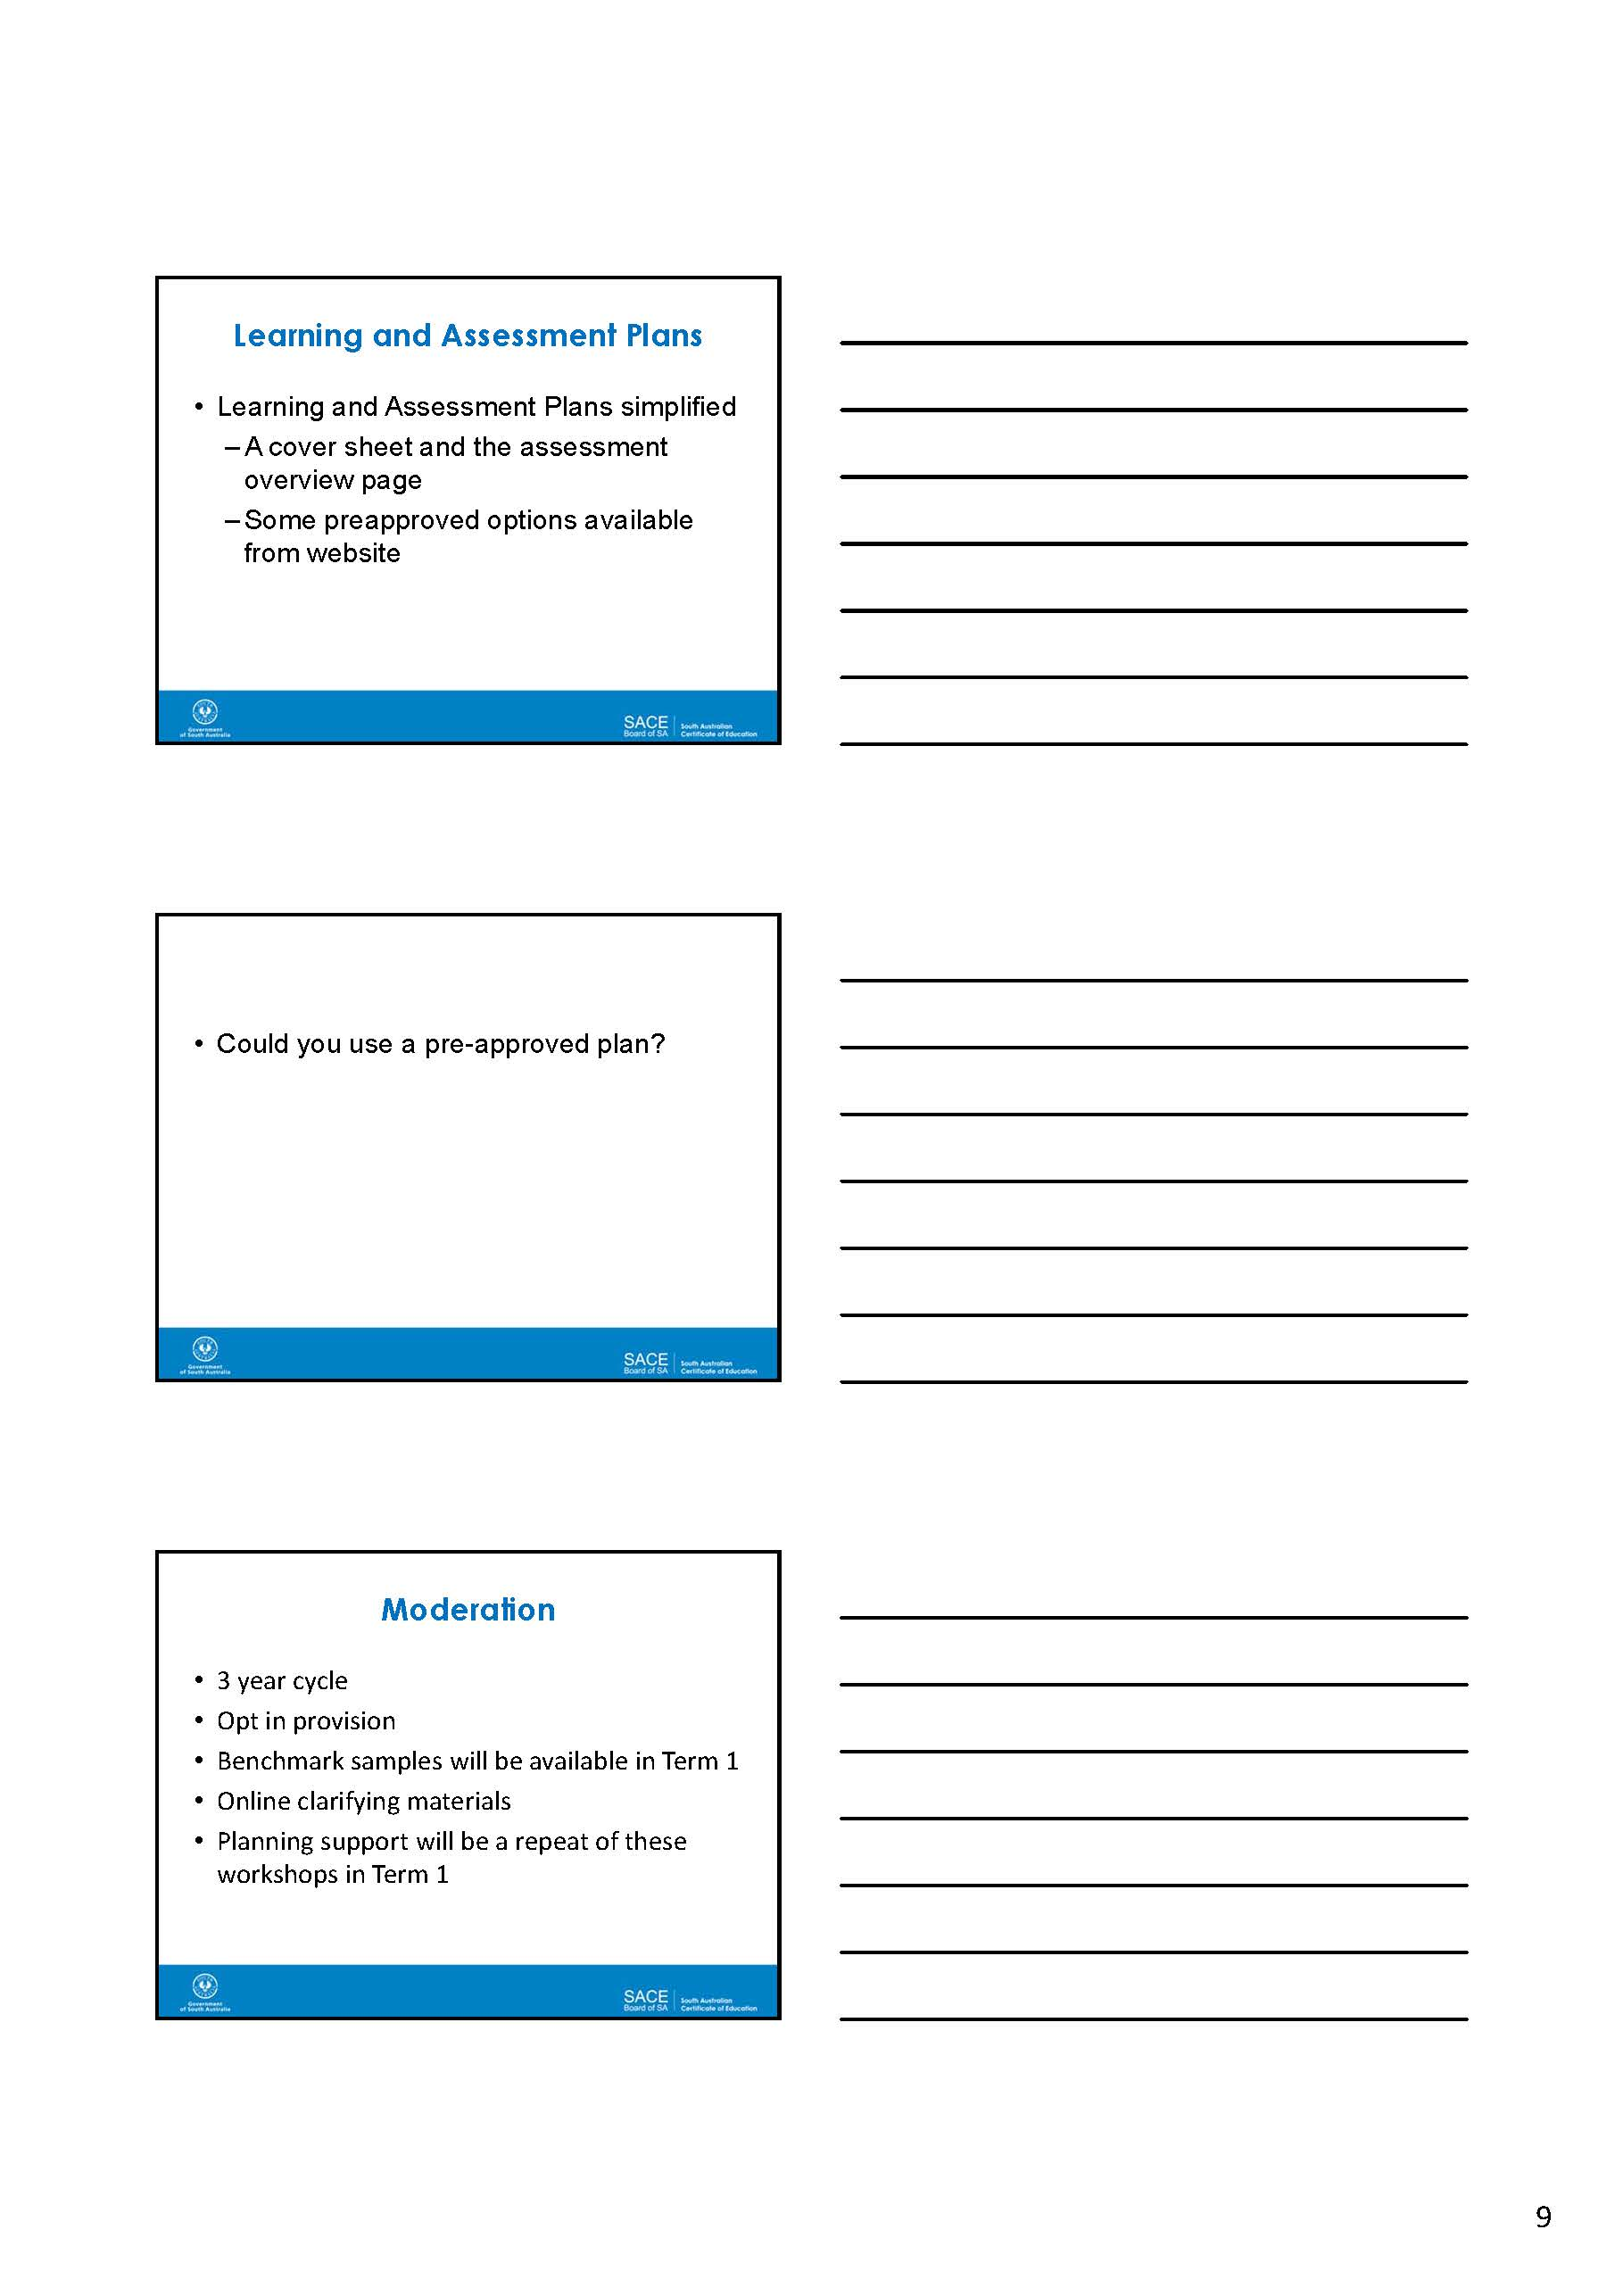 Learning and Assessment Plans
• Learning and Assessment Plans simplified
– A cover sheet and the assessment
overview page
– Some preapproved options available
from website
Government
of South Australia
SACE
Board of SA
South Australian
Certificate of Education
• Could you use a pre-approved plan?
Government
of South Australia
SACE
Board of SA
South Australian
Certificate of Education
Moderation
• 3 year cycle
• Opt in provision
• Benchmark samples will be available in Term 1
• Online clarifying materials
• Planning support will be a repeat of these
workshops in Term 1
Government
of South Australia
SACE
Board of SA
South Australian
Certificate of Education
9